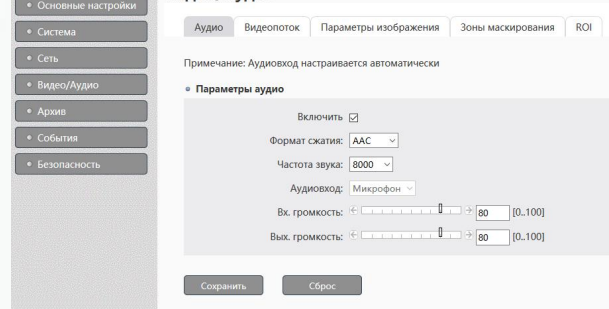 Основные настройки
Система
Сеть
Видео/Аудио
Архив
События
Безопасность
Аудио Видеопоток Параметры изображения Зоны маскирования ROI
Примечание: Аудиовход настраивается автоматически
Параметры аудио
Включить
Формат сжатия: AAC
Частота звука: 8000
Аудиовход: Микрофон
Вх. громкость: 80 [0..100]
Вых. громкость: 80 [0..100]
Сохранить Сброс